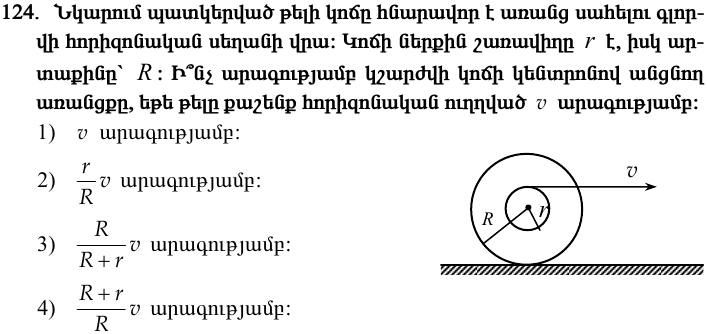 124. Նկարում պատկերված թելի կոճը հնարավոր է առանց սահելու գլոր-
վի հորիզոնական սեղանի վրա: Կոճի ներքին շառավիղը r է, իսկ ար-
տաքինը՝ R: Ի՞նչ արագությամբ կշարժվի կոճի կենտրոնով անցնող
առանցքը, եթե թելը քաշենք հորիզոնական ուղղված v արագությամբ:
1) v արագությամբ:
2) r/R v արագությամբ:
3) R/(R + r) v արագությամբ:
4) (R + r)/R v արագությամբ:
v
R
r